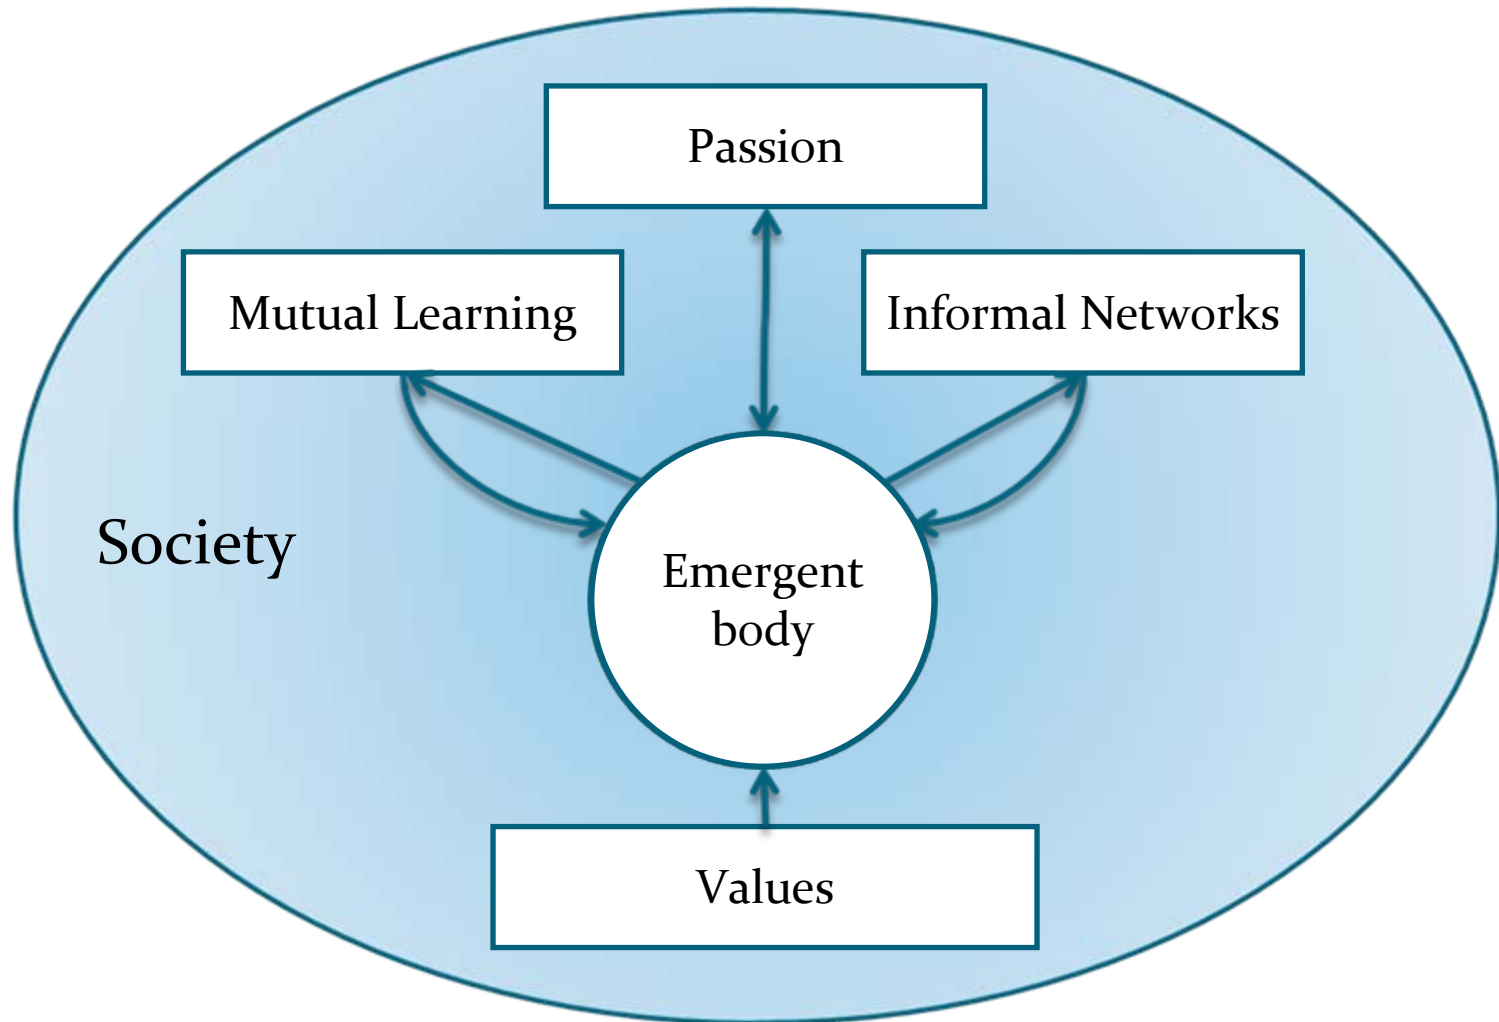 Passion
Mutual Learning
Informal Networks
Society
Emergent
body
Values